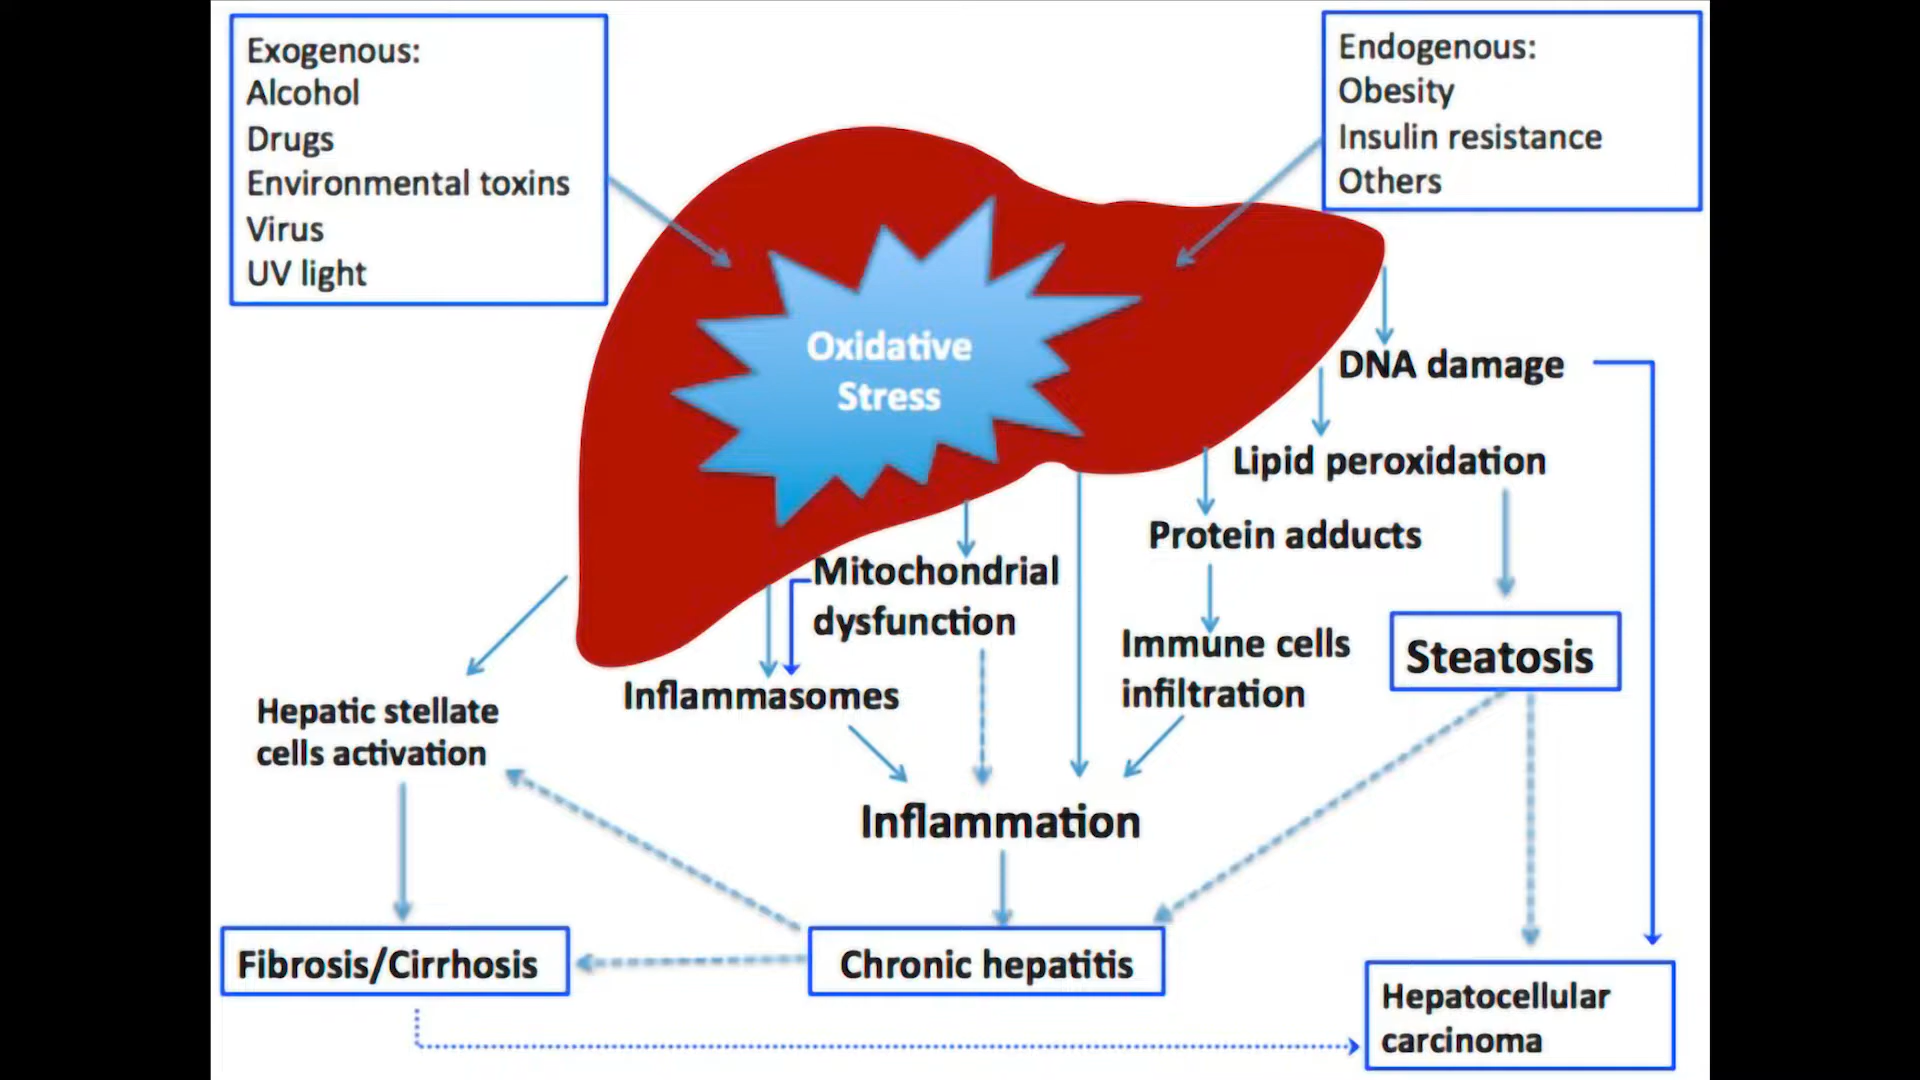 Exogenous:
Alcohol
Drugs
Environmental toxins
Virus
UV light
Endogenous:
Obesity
Insulin resistance
Others
Oxidative
Stress
DNA damage
Lipid peroxidation
Protein adducts
Mitochondrial
dysfunction
Immune cells
infiltration
Steatosis
Inflammasomes
Hepatic stellate
cells activation
Inflammation
Fibrosis/Cirrhosis
Chronic hepatitis
Hepatocellular
carcinoma